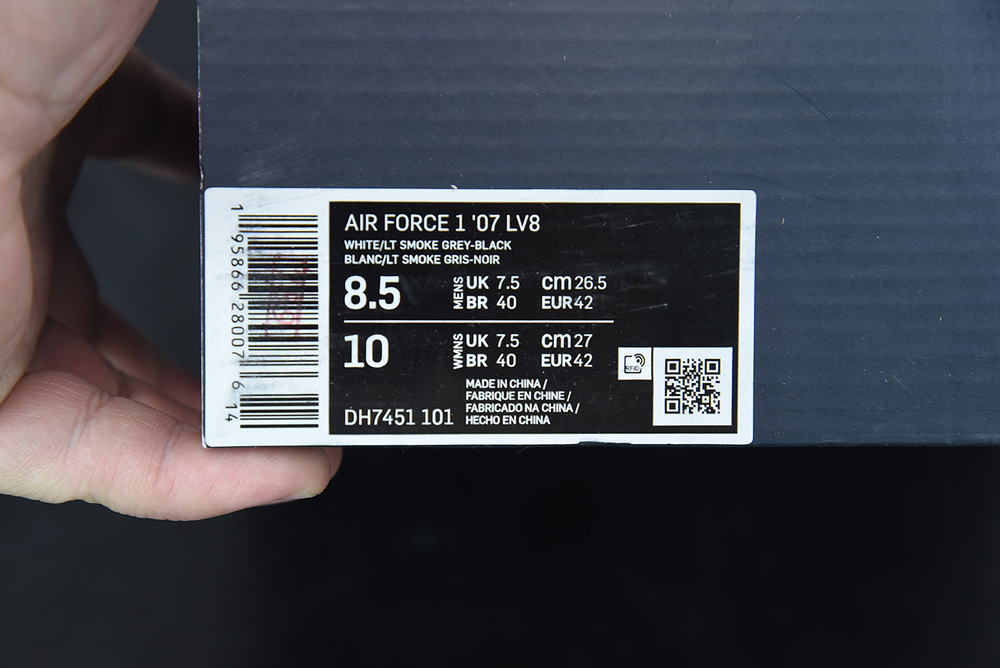 AIR FORCE 1 '07 LV8
WHITE/LT SMOKE GREY-BLACK
BLANC/LT SMOKE GRIS-NOIR
8.5 MENS UK 7.5 cm 26.5
BR 40 EUR 42
10 WMNS UK 7.5 cm 27
BR 40 EUR 42
MADE IN CHINA /
FABRIQUE EN CHINE /
FABRICADO NA CHINA /
HECHO EN CHINA
DH7451 101
RFID
1 95866 28007 6 14